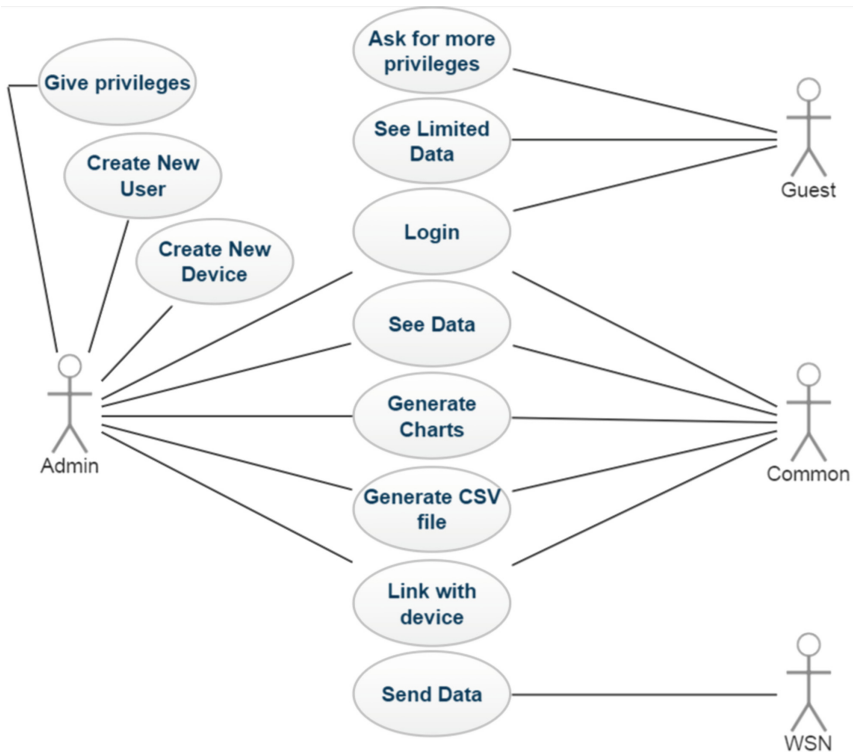 Ask for more
privileges
Give privileges
See Limited
Data
Create New
User
Guest
Login
Create New
Device
See Data
Generate
Charts
Admin
Common
Generate CSV
file
Link with
device
Send Data
WSN